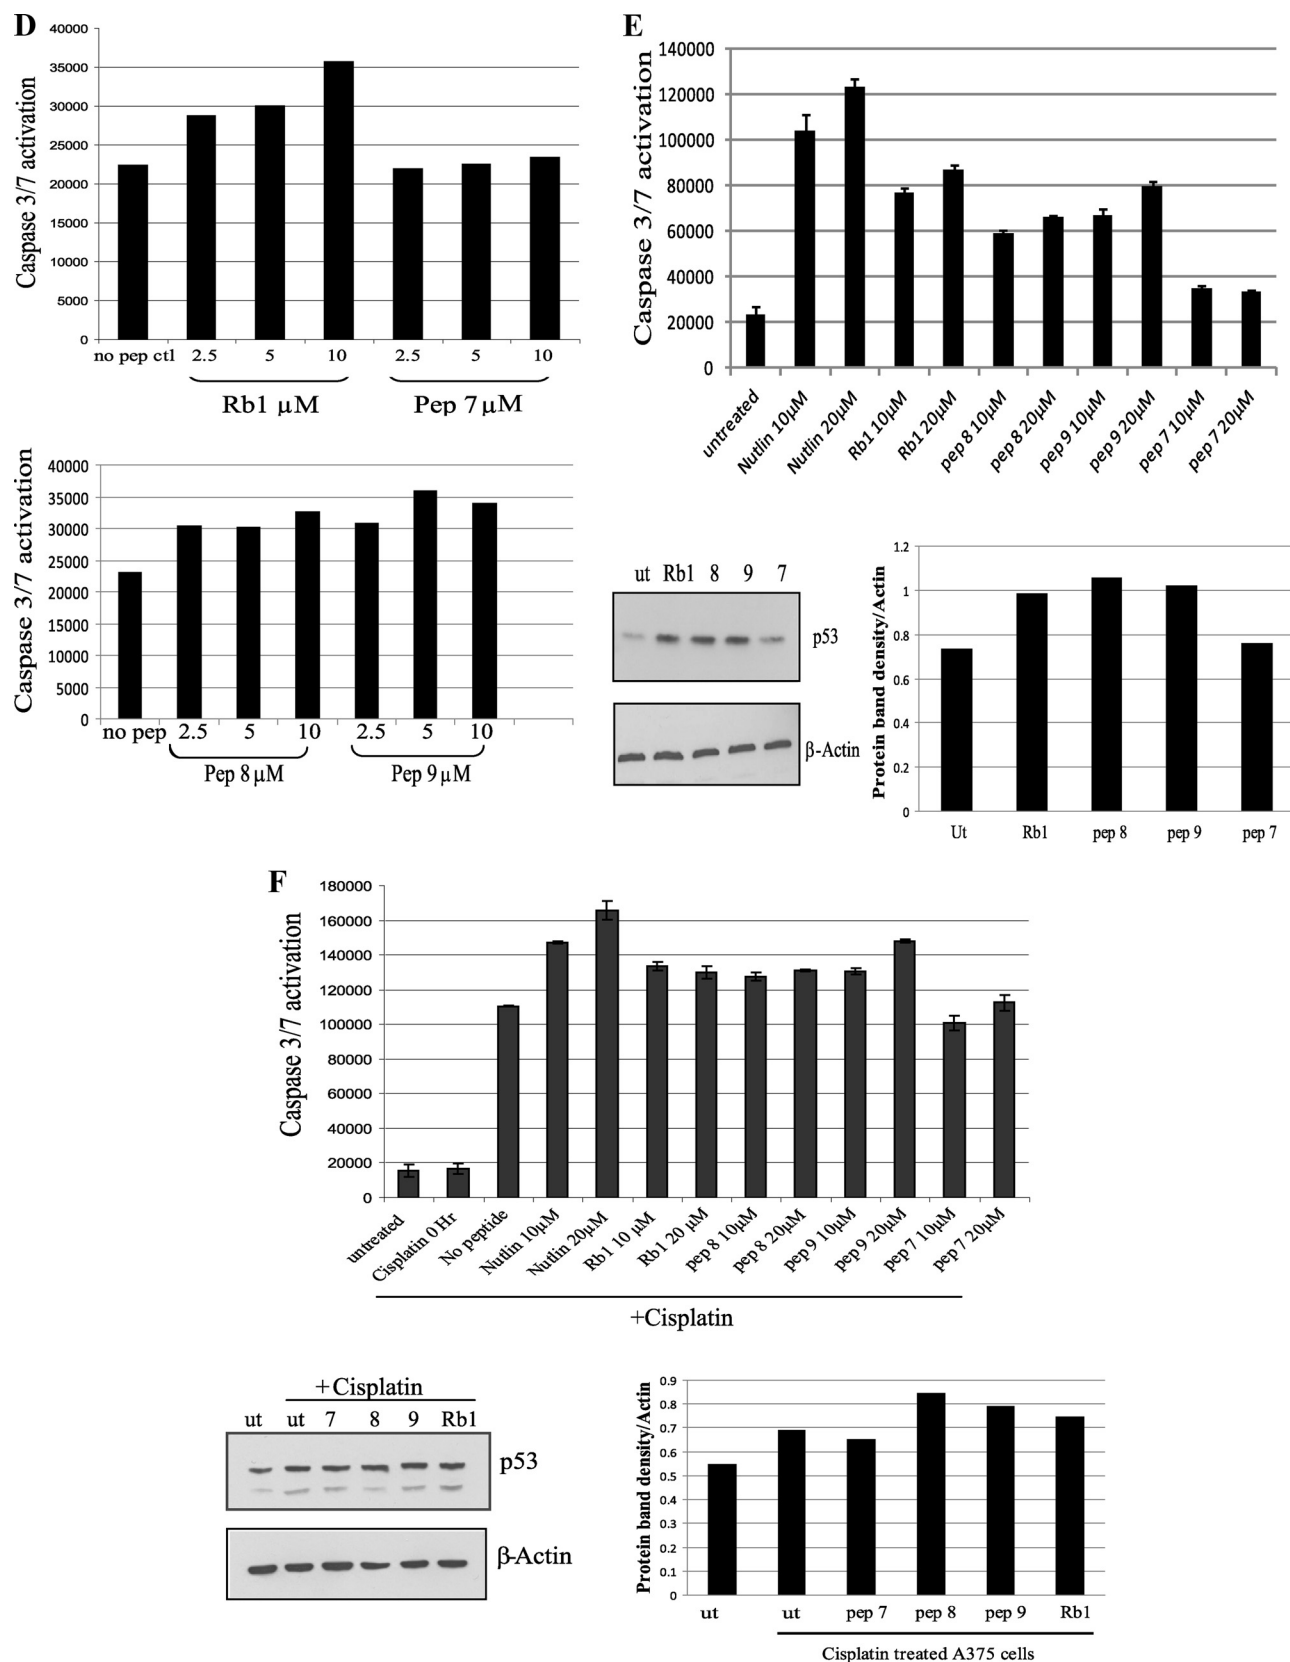 D
Caspase 3/7 activation
40000
35000
30000
25000
20000
15000
10000
5000
0
no pep ctl 2.5 5 10 2.5 5 10
Rb1 μM Pep 7 μM
Caspase 3/7 activation
40000
35000
30000
25000
20000
15000
10000
5000
0
no pep 2.5 5 10 2.5 5 10
Pep 8 μM Pep 9 μM
E
Caspase 3/7 activation
140000
120000
100000
80000
60000
40000
20000
0
untreated
Nutlin 10μM
Nutlin 20μM
Rb1 10μM
Rb1 20μM
pep 8 10μM
pep 8 20μM
pep 9 10μM
pep 9 20μM
pep 7 10μM
pep 7 20μM
ut Rb1 8 9 7
p53
β-Actin
Protein band density/Actin
1.2
1
0.8
0.6
0.4
0.2
0
Ut Rb1 pep 8 pep 9 pep 7
F
Caspase 3/7 activation
180000
160000
140000
120000
100000
80000
60000
40000
20000
0
untreated
Cisplatin 0 Hr
No peptide
Nutlin 10μM
Nutlin 20μM
Rb1 10 μM
Rb1 20 μM
pep 8 10μM
pep 8 20μM
pep 9 10μM
pep 9 20μM
pep 7 10μM
pep 7 20μM
+Cisplatin
+Cisplatin
ut ut 7 8 9 Rb1
p53
β-Actin
Protein band density/Actin
0.9
0.8
0.7
0.6
0.5
0.4
0.3
0.2
0.1
0
ut ut pep 7 pep 8 pep 9 Rb1
Cisplatin treated A375 cells